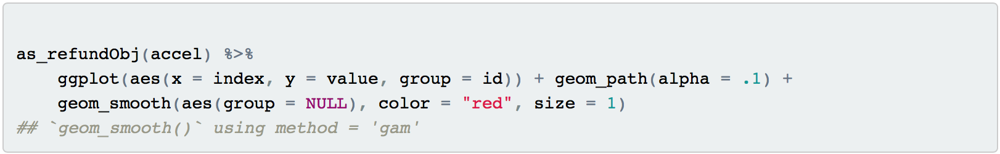 as_refundObj(accel) %>%
    ggplot(aes(x = index, y = value, group = id)) + geom_path(alpha = .1) +
    geom_smooth(aes(group = NULL), color = "red", size = 1)
## `geom_smooth()` using method = 'gam'